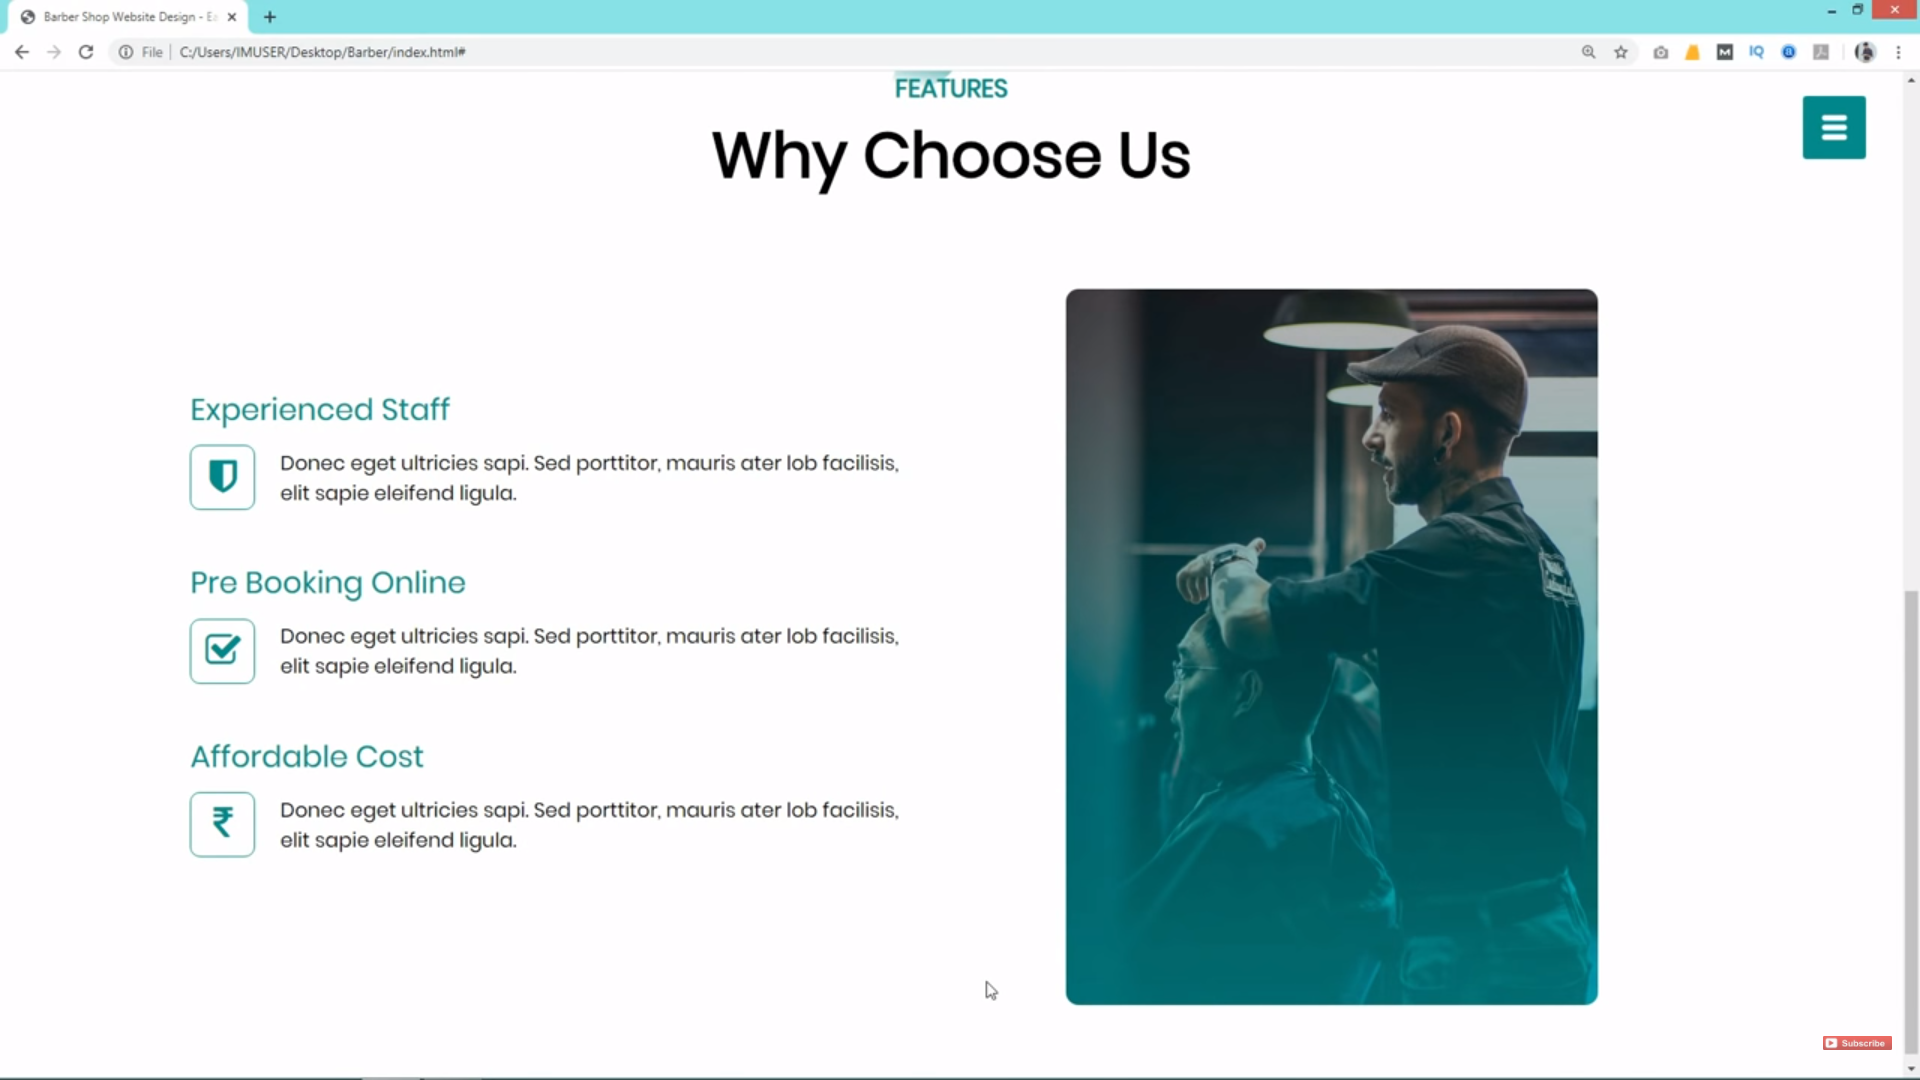 Barber Shop Website Design - Ea
File
C:/Users/IMUSER/Desktop/Barber/index.html#
M
IQ
FEATURES
Why Choose Us
Experienced Staff
Donec eget ultricies sapi. Sed porttitor, mauris ater lob facilisis,
elit sapie eleifend ligula.
Pre Booking Online
Donec eget ultricies sapi. Sed porttitor, mauris ater lob facilisis,
elit sapie eleifend ligula.
Affordable Cost
₹
Donec eget ultricies sapi. Sed porttitor, mauris ater lob facilisis,
elit sapie eleifend ligula.
Subscribe